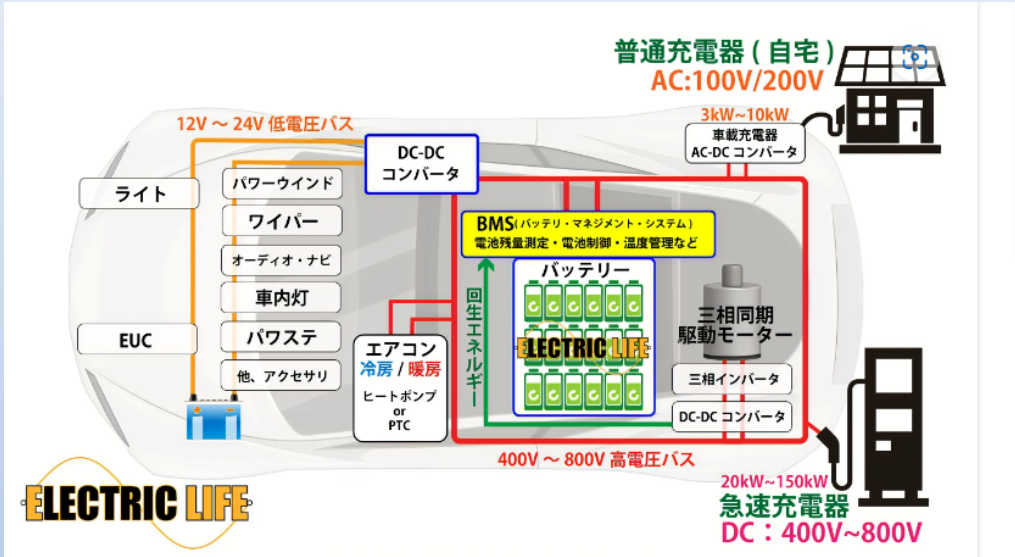 普通充電器 ( 自宅 )
AC:100V/200V
3kW~10kW
車載充電器
AC-DC コンバータ
12V ～ 24V 低電圧バス
DC-DC
コンバータ
ライト
パワーウインド
ワイパー
オーディオ・ナビ
車内灯
EUC
パワステ
他、アクセサリ
BMS( バッテリ・マネジメント・システム )
電池残量測定・電池制御・温度管理など
バッテリー
ELECTRIC LIFE
回生エネルギー
エアコン
冷房 / 暖房
ヒートポンプ
or
PTC
三相同期
駆動モーター
三相インバータ
DC-DC コンバータ
400V ～ 800V 高電圧バス
20kW~150kW
急速充電器
DC：400V~800V
ELECTRIC LIFE